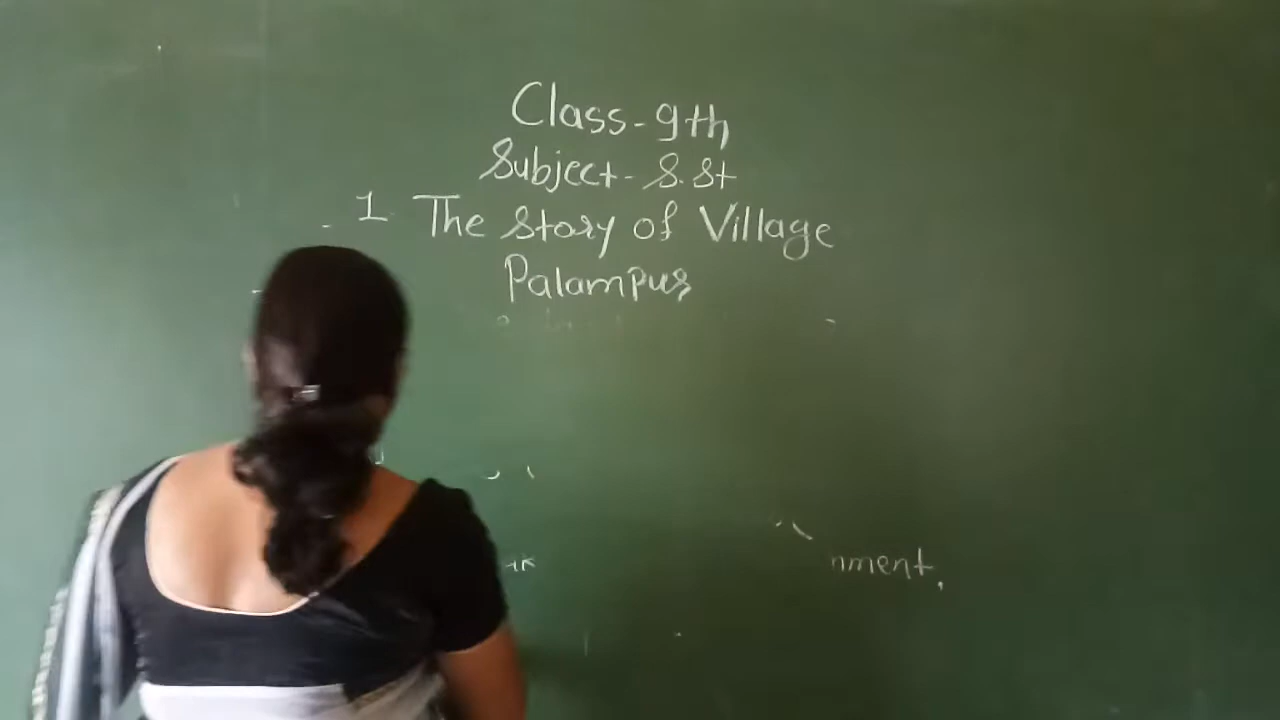 Class-9th
Subject-S.St
1. The Story of Village
Palampur
nment,